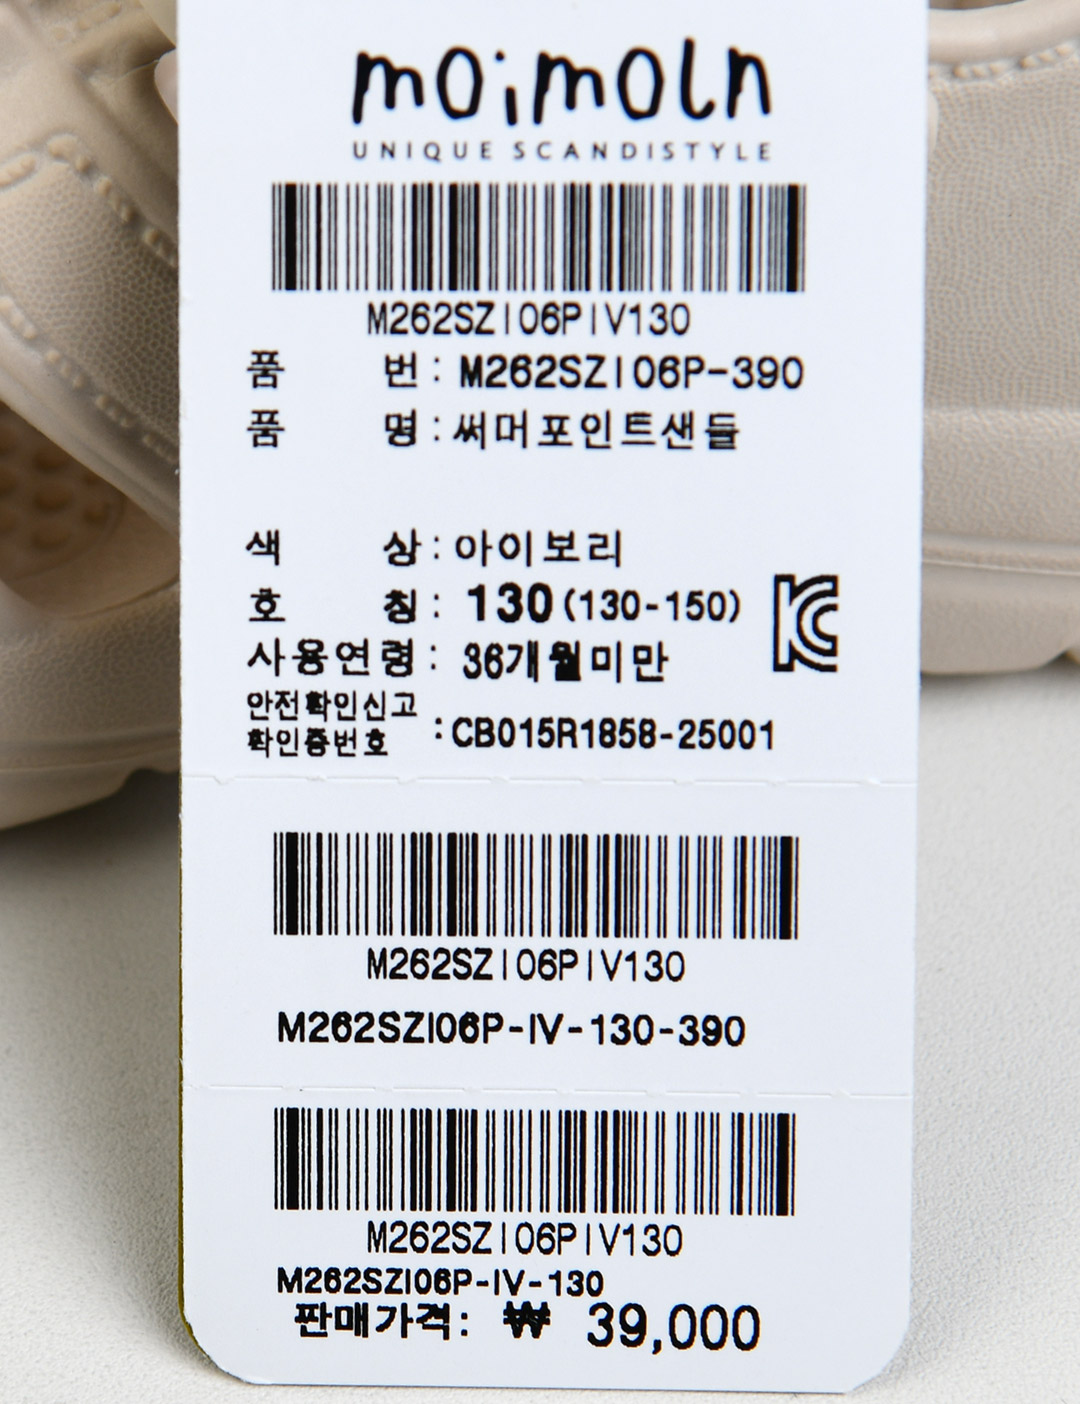 moimoln
UNIQUE SCANDISTYLE
M262SZI06PIV130
품 번 : M262SZI06P-390
품 명 : 써머포인트샌들
색 상 : 아이보리
호 칭 : 130 (130-150)
사용연령 : 36개월미만
안전확인신고
확인증번호 : CB015R1858-25001
M262SZI06PIV130
M262SZI06P-IV-130-390
M262SZI06PIV130
M262SZI06P-IV-130
판매가격: ₩ 39,000